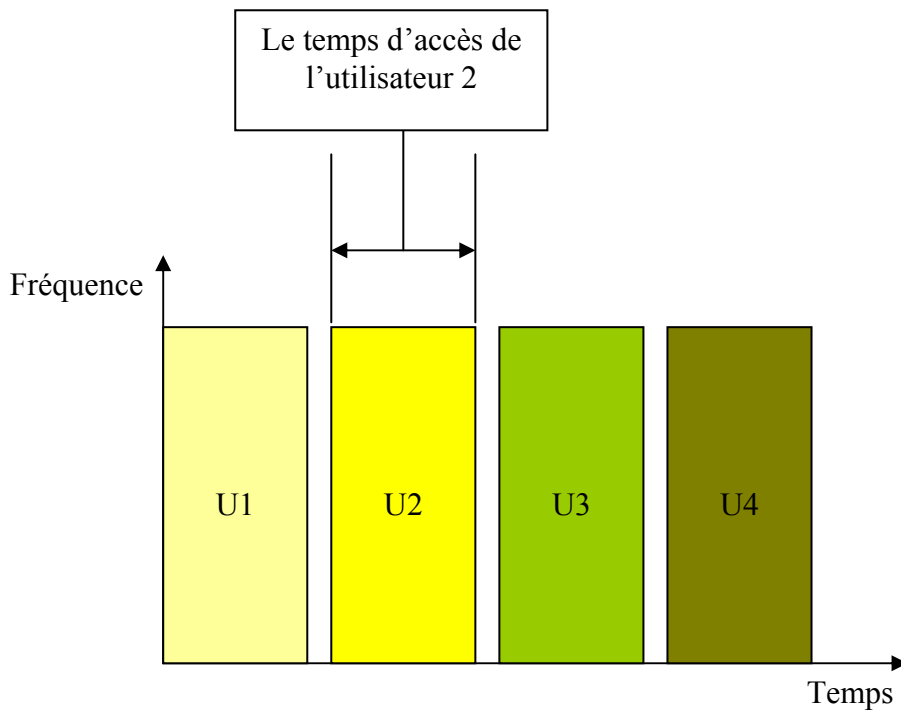 Le temps d’accès de
l’utilisateur 2
Fréquence
U1
U2
U3
U4
Temps